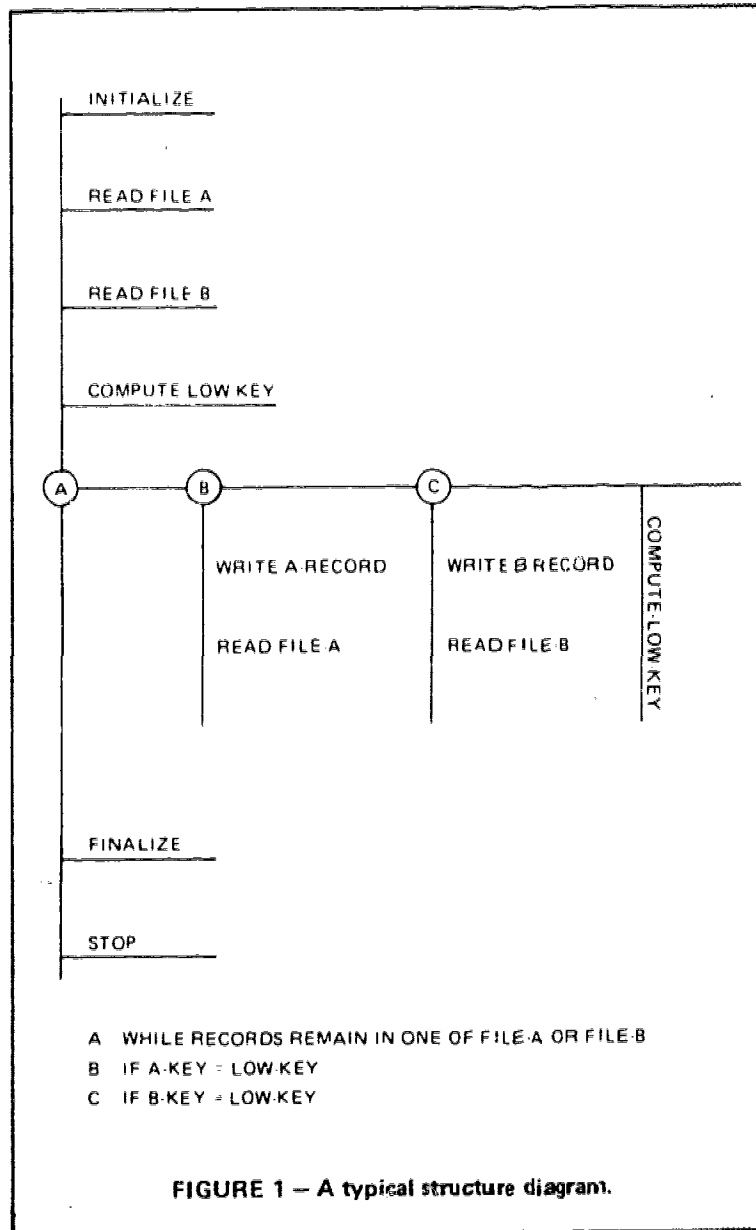 INITIALIZE
READ FILE A
READ FILE B
COMPUTE LOW KEY
A
B
C
WRITE A-RECORD
READ FILE-A
WRITE B RECORD
READ FILE-B
COMPUTE-LOW-KEY
FINALIZE
STOP
A WHILE RECORDS REMAIN IN ONE OF FILE-A OR FILE-B
B IF A-KEY = LOW-KEY
C IF B-KEY = LOW-KEY
FIGURE 1 — A typical structure diagram.